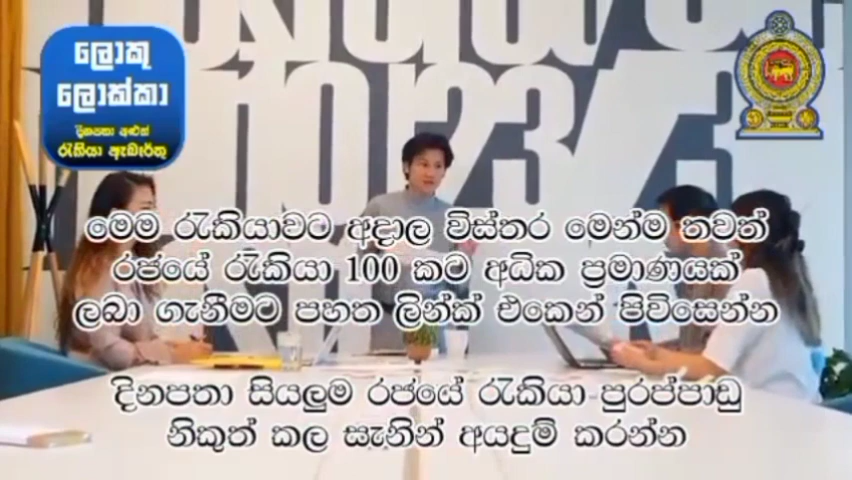 ලොකු
ලොක්කා
දිනපතා අළුත්
රැකියා ඇබෑර්තු
මෙම රැකියාවට අදාල විස්තර මෙන්ම තවත්
රජයේ රැකියා 100 කට අධික ප්‍රමාණයක්
ලබා ගැනීමට පහත ලින්ක් එකෙන් පිවිසෙන්න
දිනපතා සියලුම රජයේ රැකියා පුරප්පාඩු
නිකුත් කල සැනින් අයදුම් කරන්න